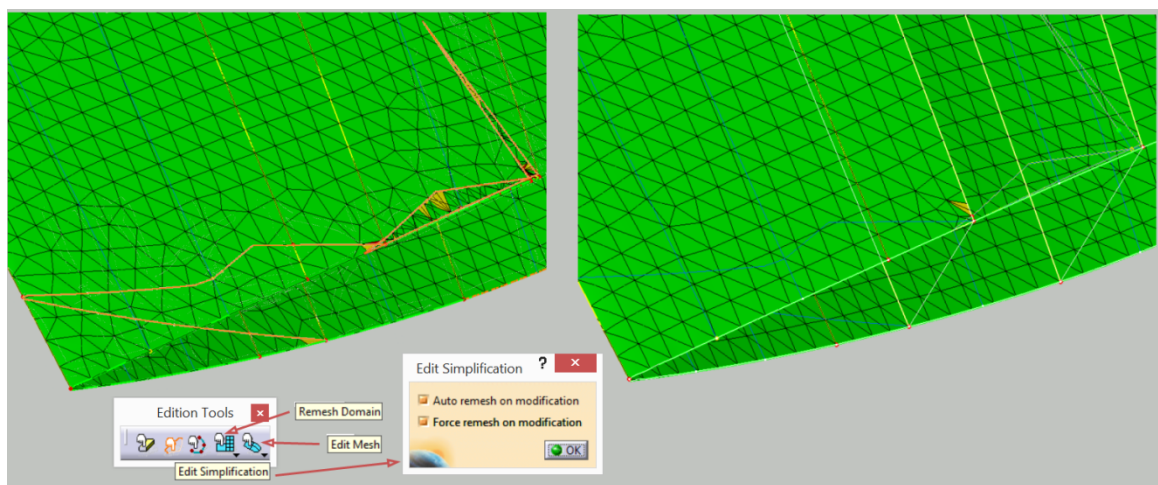 Edit Simplification ? ×
Auto remesh on modification
Force remesh on modification
OK
Edition Tools ×
Remesh Domain
Edit Mesh
Edit Simplification